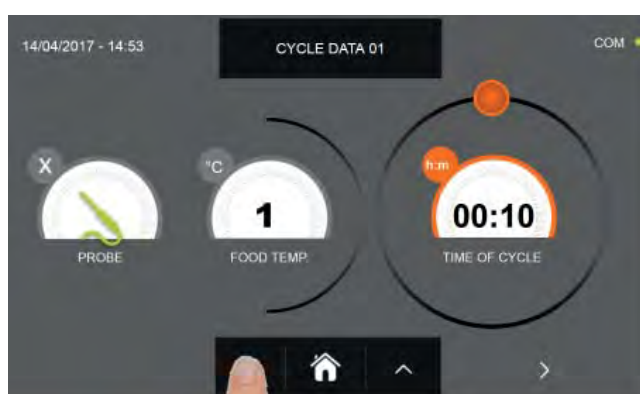 14/04/2017 - 14:53
CYCLE DATA 01
COM
X
°C
h:m
1
00:10
PROBE
FOOD TEMP.
TIME OF CYCLE